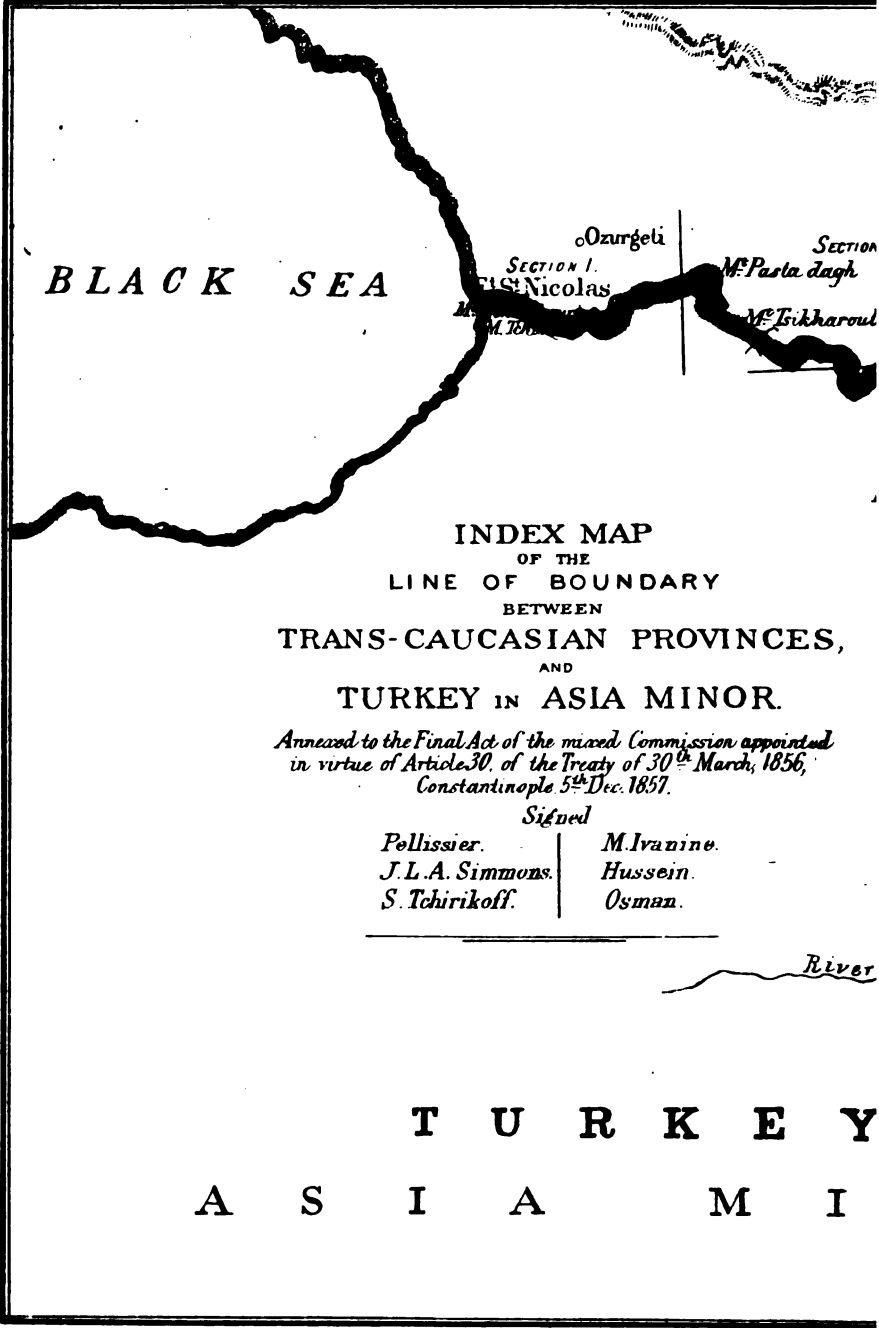 BLACK SEA
oOzurgeti
SECTION I.
Ft. St. Nicolas
SECTION
Mt. Pasta dagh
Mt. Tsikharoul
INDEX MAP
OF THE
LINE OF BOUNDARY
BETWEEN
TRANS-CAUCASIAN PROVINCES,
AND
TURKEY IN ASIA MINOR.
Annexed to the Final Act of the mixed Commission appointed
in virtue of Article 30. of the Treaty of 30th March, 1856,
Constantinople 5th Dec. 1857.
Signed
Pellissier.
J.L.A. Simmons.
S. Tchirikoff.
M. Ivanine.
Hussein.
Osman.
River
TURKEY
ASIA MI